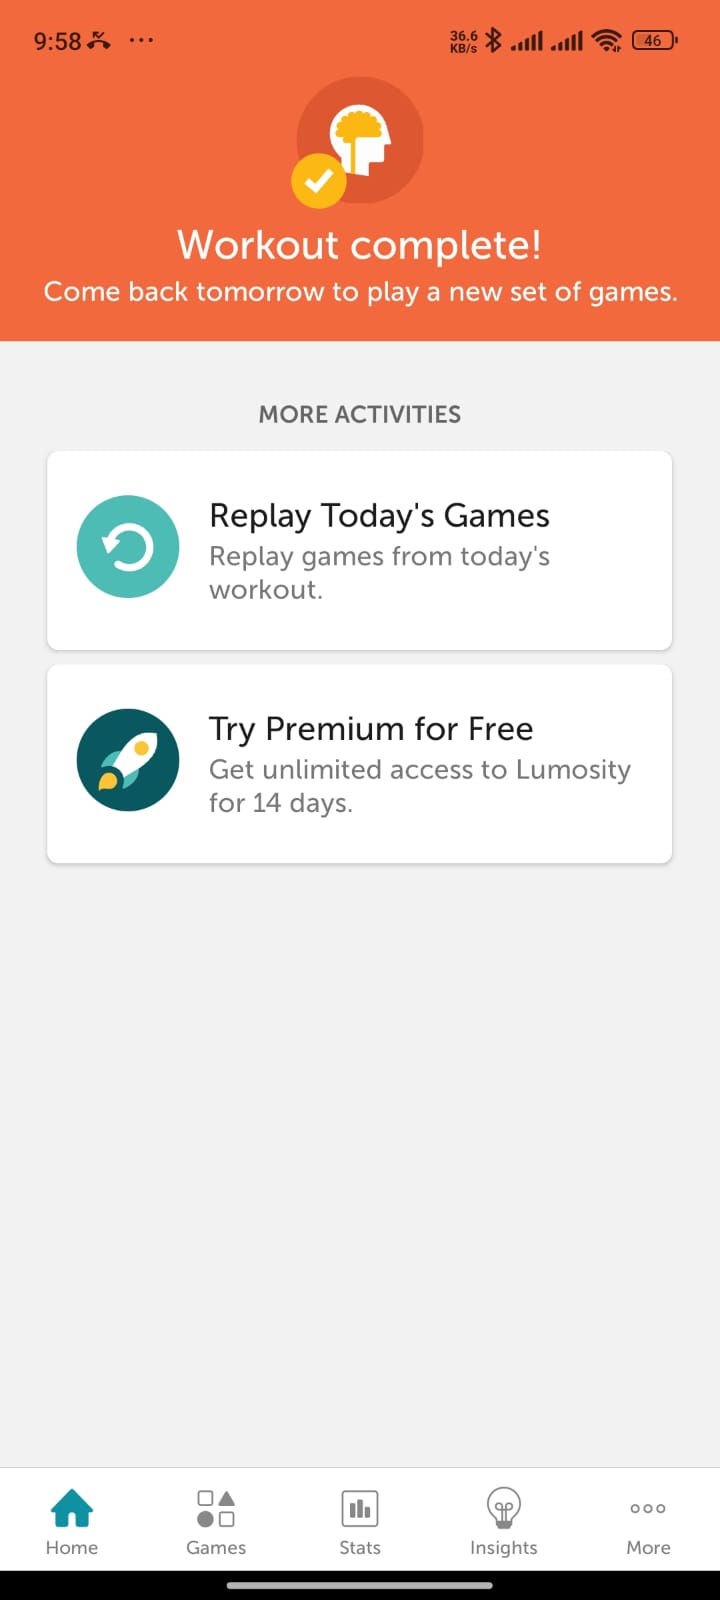 9:58
36.6
KB/s
46
Workout complete!
Come back tomorrow to play a new set of games.
MORE ACTIVITIES
Replay Today's Games
Replay games from today's
workout.
Try Premium for Free
Get unlimited access to Lumosity
for 14 days.
Home
Games
Stats
Insights
More